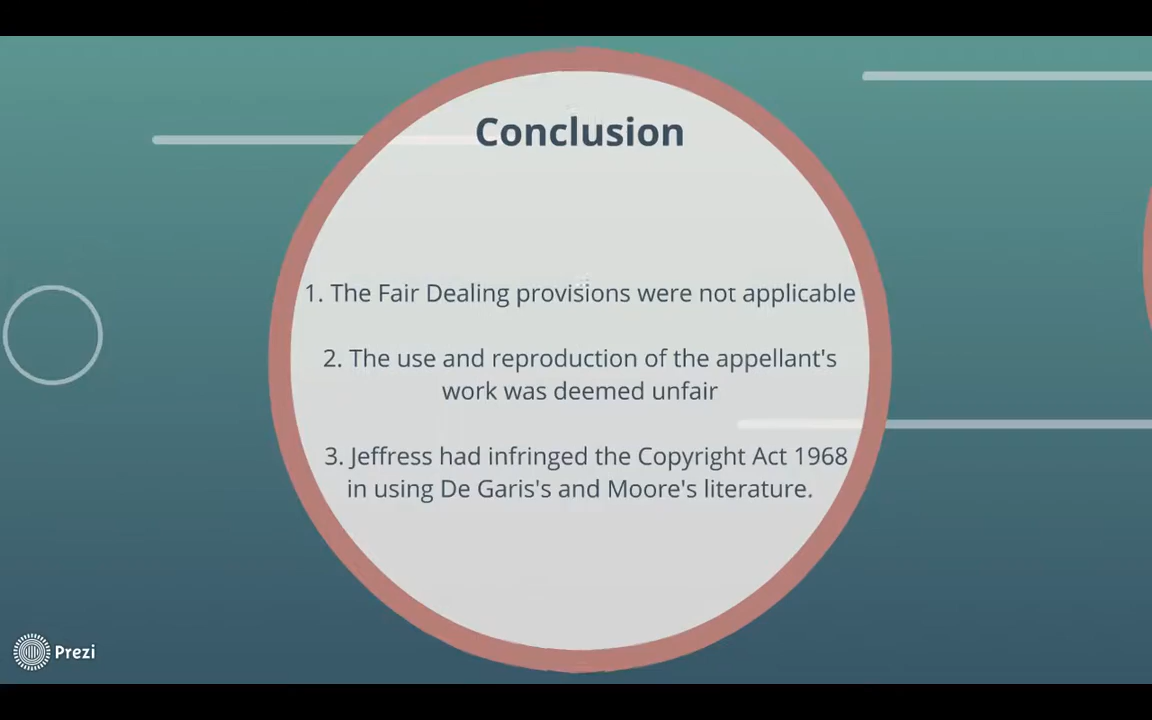 Conclusion
1. The Fair Dealing provisions were not applicable
2. The use and reproduction of the appellant's
work was deemed unfair
3. Jeffress had infringed the Copyright Act 1968
in using De Garis's and Moore's literature.
Prezi